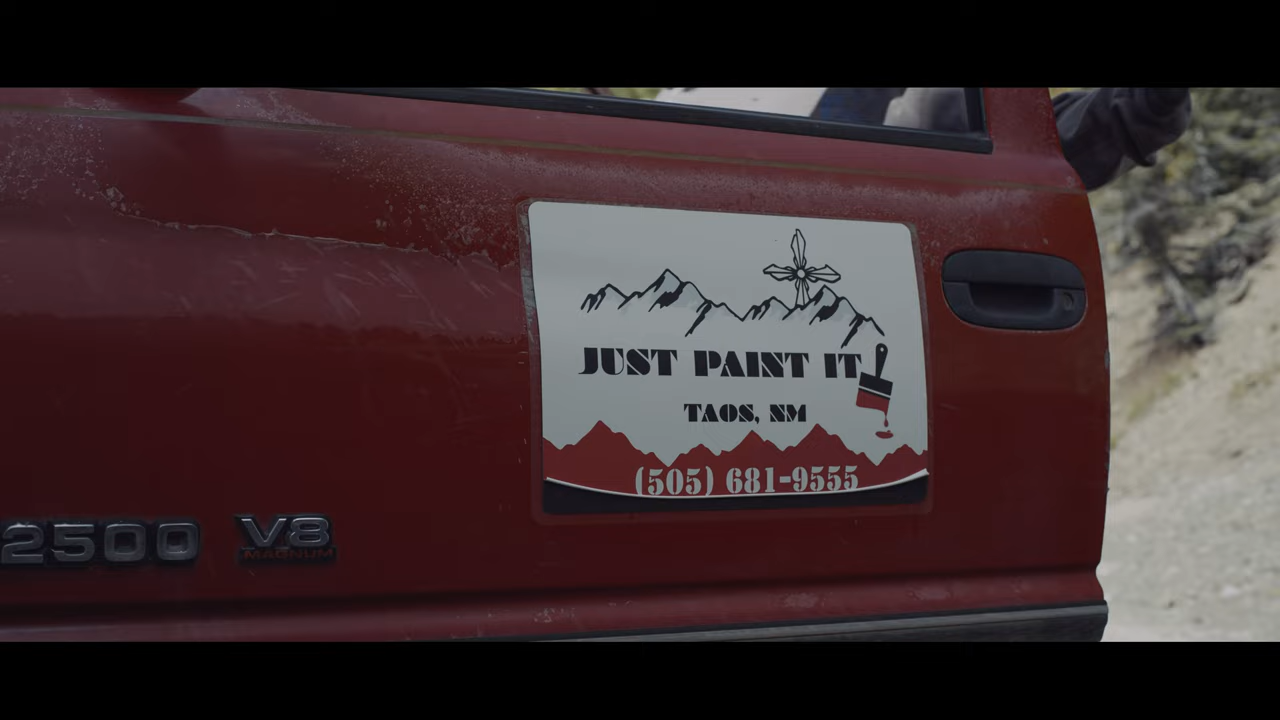 JUST PAINT IT
TAOS, NM
(505) 681-9555
2500 V8
MAGNUM